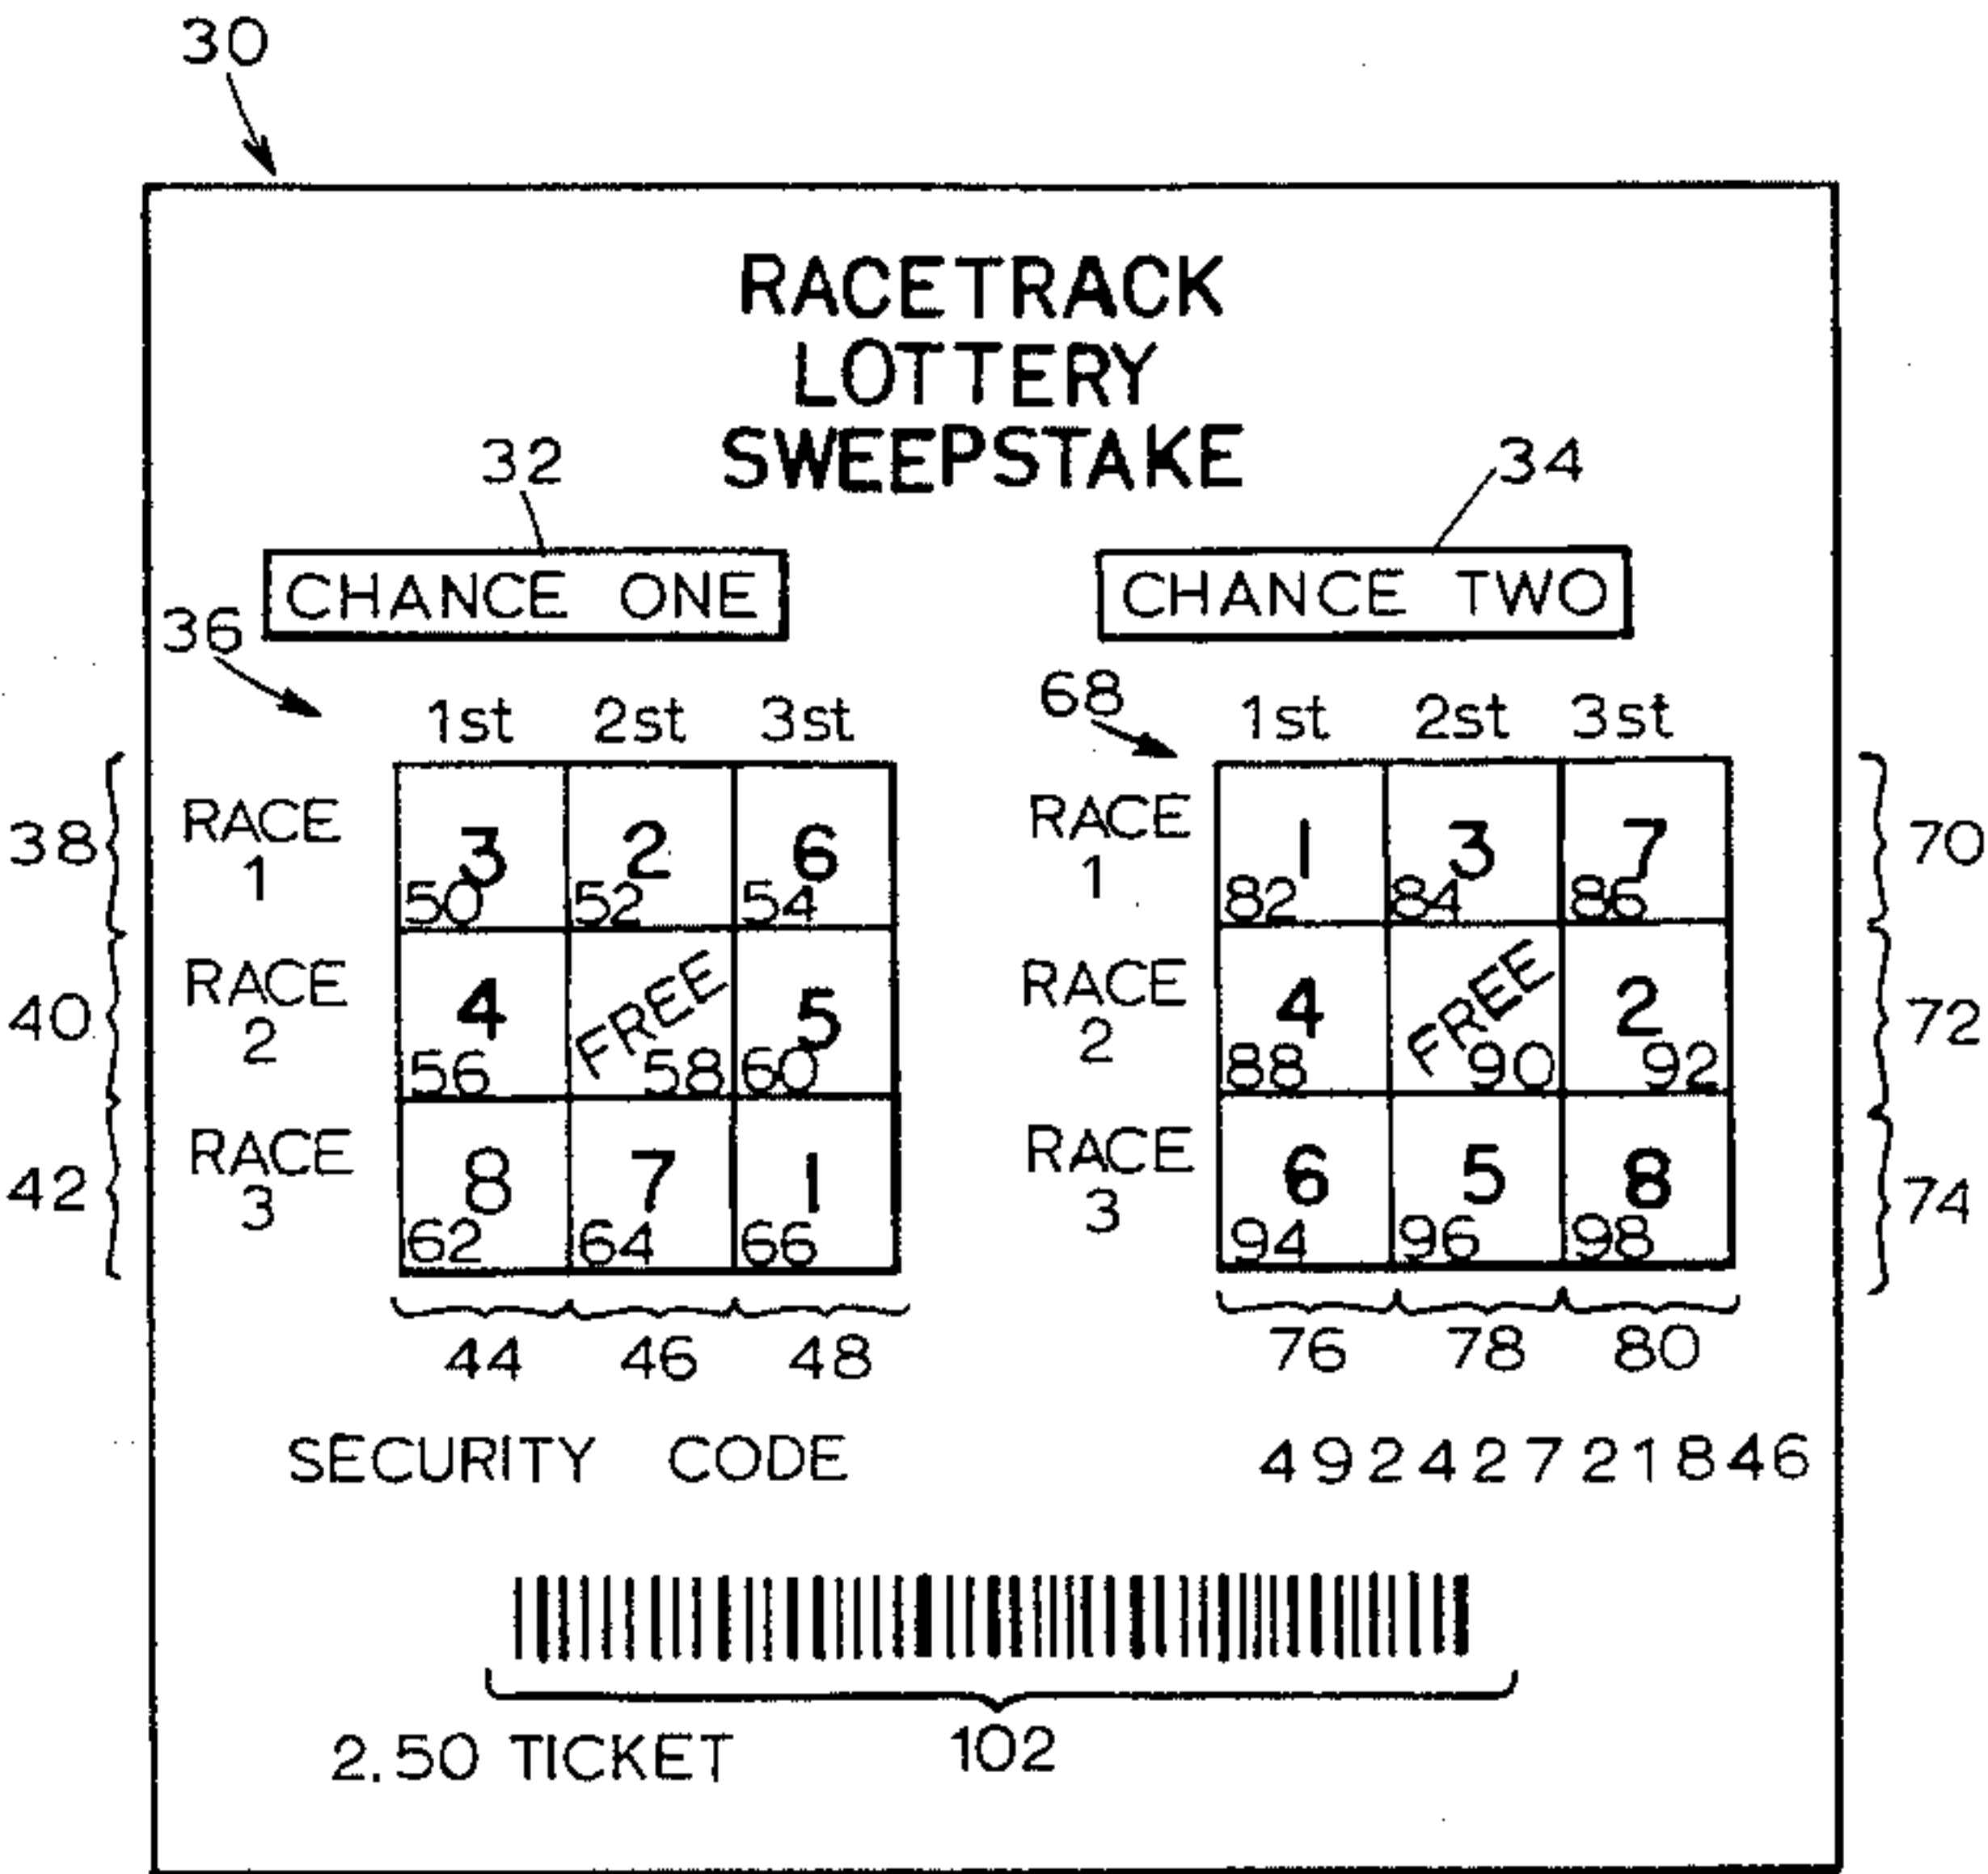 30
RACETRACK
LOTTERY
SWEEPSTAKE
32 34
CHANCE ONE CHANCE TWO
36 68
1st 2st 3st 1st 2st 3st
38 RACE 1 3 2 6 RACE 1 1 3 7 70
50 52 54 82 84 86
40 RACE 2 4 FREE 5 RACE 2 4 FREE 2 72
56 58 60 88 90 92
42 RACE 3 8 7 1 RACE 3 6 5 8 74
62 64 66 94 96 98
44 46 48 76 78 80
SECURITY CODE 49242721846
2.50 TICKET 102